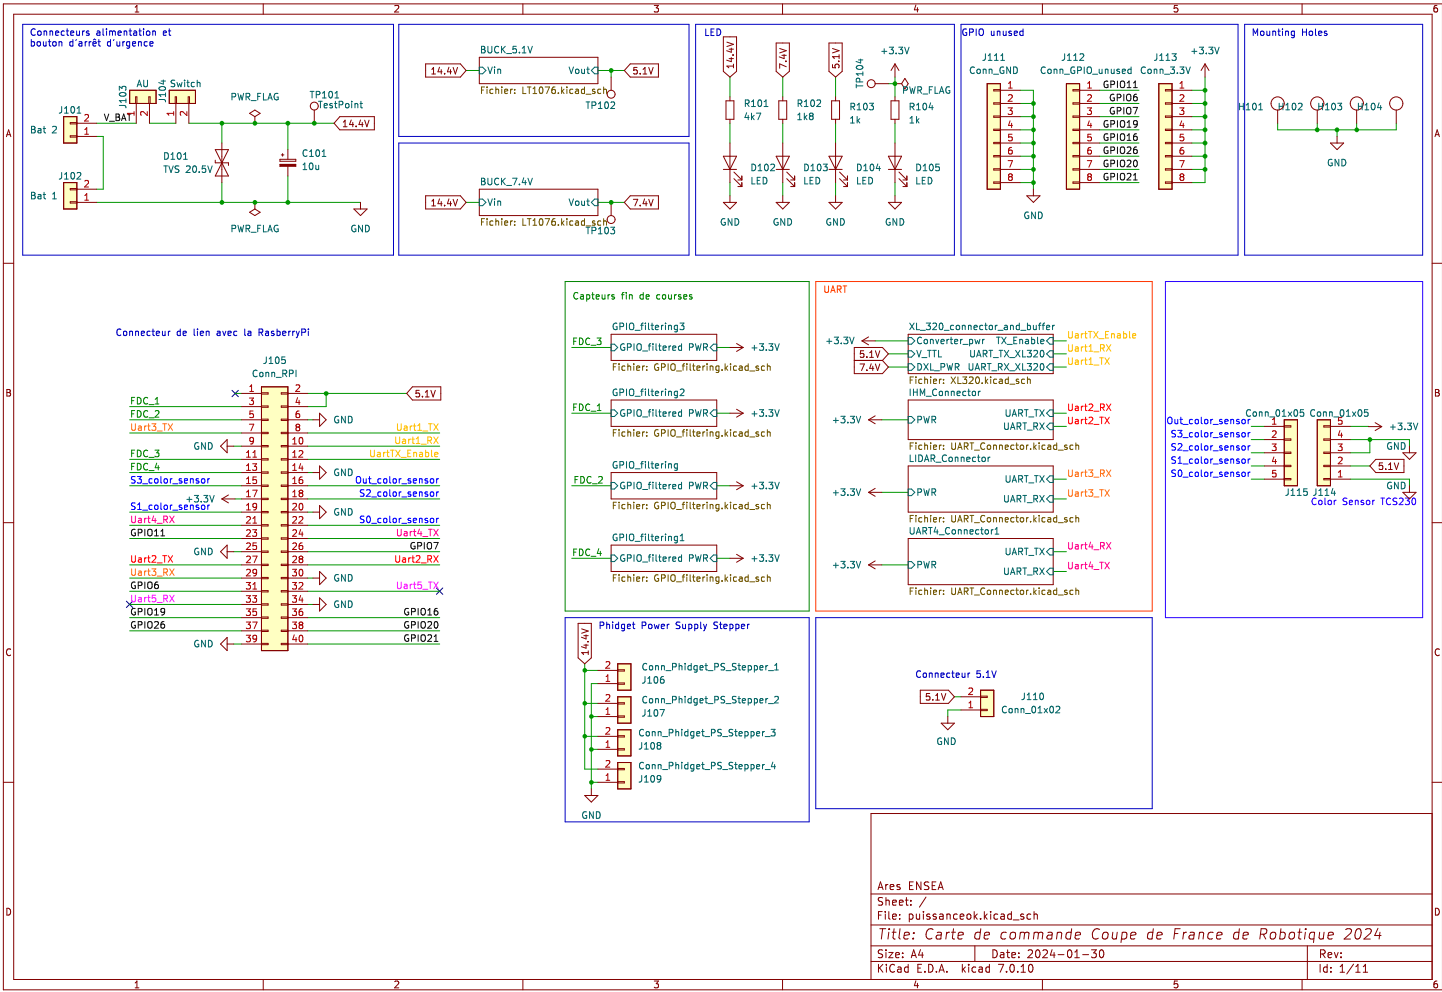 1 2 3 4 5 6
A A
B B
C C
D D
1 2 3 4 5 6
Connecteurs alimentation et
bouton d'arrêt d'urgence
J101
Bat 2
2
1
V_BAT
J103
AU
1
2
J104
Switch
1
2
PWR_FLAG
TP101
TestPoint
14.4V
D101
TVS 20.5V
C101
10u
J102
Bat 1
2
1
PWR_FLAG
GND
BUCK_5.1V
14.4V
Vin
Vout
5.1V
Fichier: LT1076.kicad_sch
TP102
BUCK_7.4V
14.4V
Vin
Vout
7.4V
Fichier: LT1076.kicad_sch
TP103
LED
14.4V
7.4V
5.1V
+3.3V
TP104
PWR_FLAG
R101
4k7
R102
1k8
R103
1k
R104
1k
D102
LED
D103
LED
D104
LED
D105
LED
GND GND GND GND
GPIO unused
J111
Conn_GND
1
2
3
4
5
6
7
8
GND
J112
Conn_GPIO_unused
1 GPIO11
2 GPIO6
3 GPIO7
4 GPIO19
5 GPIO16
6 GPIO26
7 GPIO20
8 GPIO21
J113
Conn_3.3V
+3.3V
1
2
3
4
5
6
7
8
Mounting Holes
H101 H102 H103 H104
GND
Connecteur de lien avec la RasberryPi
J105
Conn_RPI
1 2 5.1V
FDC_1 3 4
FDC_2 5 6 GND
Uart3_TX 7 8 Uart1_TX
GND 9 10 Uart1_RX
FDC_3 11 12 UartTX_Enable
FDC_4 13 14 GND
S3_color_sensor 15 16 Out_color_sensor
+3.3V 17 18 S2_color_sensor
S1_color_sensor 19 20 GND
Uart4_RX 21 22 S0_color_sensor
GPIO11 23 24 Uart4_TX
GND 25 26 GPIO7
Uart2_TX 27 28 Uart2_RX
Uart3_RX 29 30 GND
GPIO6 31 32 Uart5_TX
Uart5_RX 33 34 GND
GPIO19 35 36 GPIO16
GPIO26 37 38 GPIO20
GND 39 40 GPIO21
Capteurs fin de courses
GPIO_filtering3
FDC_3 GPIO_filtered PWR +3.3V
Fichier: GPIO_filtering.kicad_sch
GPIO_filtering2
FDC_1 GPIO_filtered PWR +3.3V
Fichier: GPIO_filtering.kicad_sch
GPIO_filtering
FDC_2 GPIO_filtered PWR +3.3V
Fichier: GPIO_filtering.kicad_sch
GPIO_filtering1
FDC_4 GPIO_filtered PWR +3.3V
Fichier: GPIO_filtering.kicad_sch
UART
XL_320_connector_and_buffer
+3.3V Converter_pwr TX_Enable UartTX_Enable
5.1V V_TTL UART_TX_XL320 Uart1_RX
7.4V DXL_PWR UART_RX_XL320 Uart1_TX
Fichier: XL320.kicad_sch
IHM_Connector
+3.3V PWR UART_TX Uart2_RX
UART_RX Uart2_TX
Fichier: UART_Connector.kicad_sch
LIDAR_Connector
+3.3V PWR UART_TX Uart3_RX
UART_RX Uart3_TX
Fichier: UART_Connector.kicad_sch
UART4_Connector1
+3.3V PWR UART_TX Uart4_RX
UART_RX Uart4_TX
Fichier: UART_Connector.kicad_sch
Conn_01x05 Conn_01x05
Out_color_sensor 1 5 +3.3V
S3_color_sensor 2 4 GND
S2_color_sensor 3 3
S1_color_sensor 4 2 5.1V
S0_color_sensor 5 1 GND
J115 J114
Color Sensor TCS230
Phidget Power Supply Stepper
14.4V
2 Conn_Phidget_PS_Stepper_1
1 J106
2 Conn_Phidget_PS_Stepper_2
1 J107
2 Conn_Phidget_PS_Stepper_3
1 J108
2 Conn_Phidget_PS_Stepper_4
1 J109
GND
Connecteur 5.1V
5.1V 2 J110
1 Conn_01x02
GND
Ares ENSEA
Sheet: /
File: puissanceok.kicad_sch
Title: Carte de commande Coupe de France de Robotique 2024
Size: A4 Date: 2024-01-30 Rev:
KiCad E.D.A. kicad 7.0.10 Id: 1/11